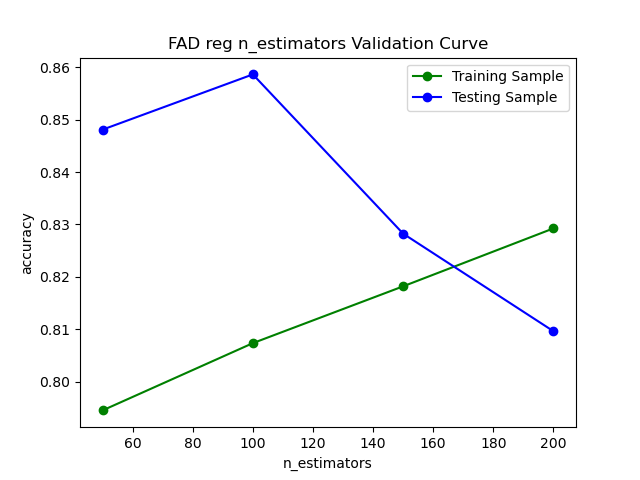 FAD reg n_estimators Validation Curve
Training Sample
Testing Sample
0.86
0.85
0.84
0.83
0.82
0.81
0.80
accuracy
60 80 100 120 140 160 180 200
n_estimators